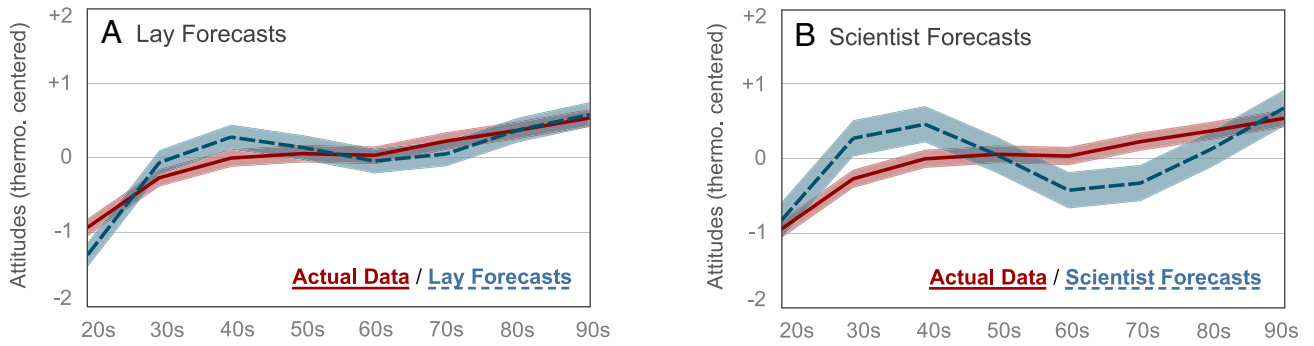 A Lay Forecasts
Attitudes (thermo. centered)
+2
+1
0
-1
-2
Actual Data / Lay Forecasts
20s 30s 40s 50s 60s 70s 80s 90s
B Scientist Forecasts
Attitudes (thermo. centered)
+2
+1
0
-1
-2
Actual Data / Scientist Forecasts
20s 30s 40s 50s 60s 70s 80s 90s